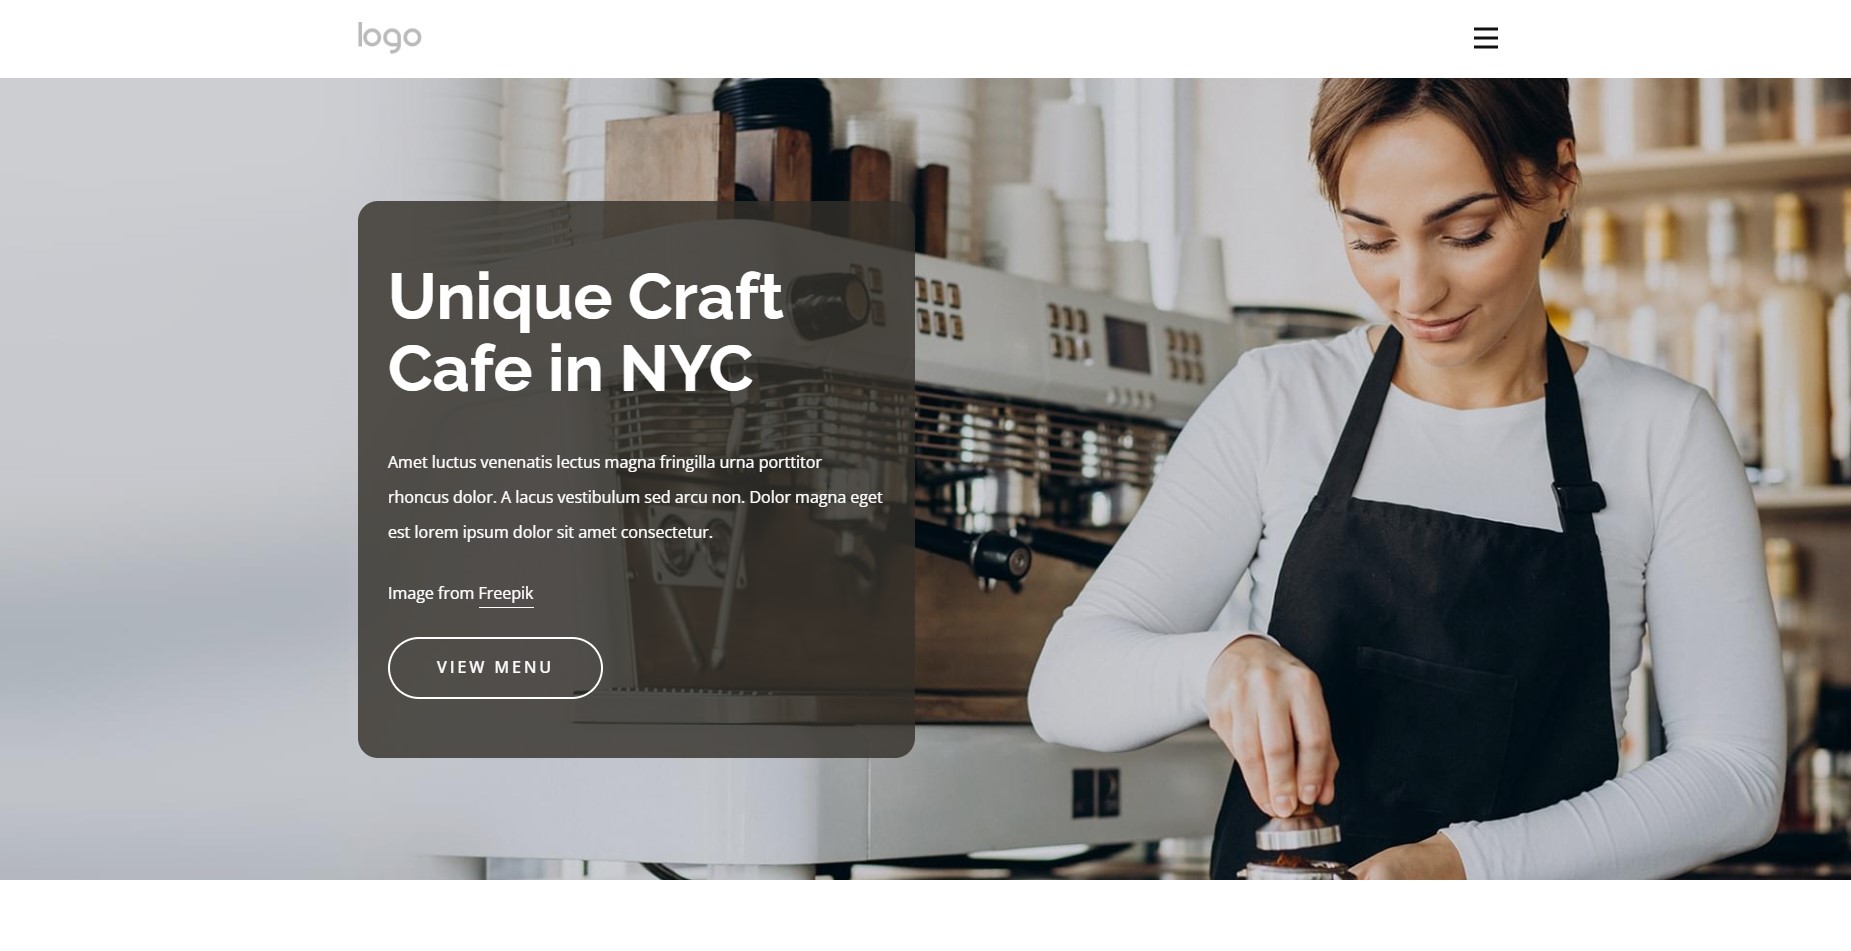 logo
Unique Craft
Cafe in NYC
Amet luctus venenatis lectus magna fringilla urna porttitor
rhoncus dolor. A lacus vestibulum sed arcu non. Dolor magna eget
est lorem ipsum dolor sit amet consectetur.
Image from Freepik
VIEW MENU